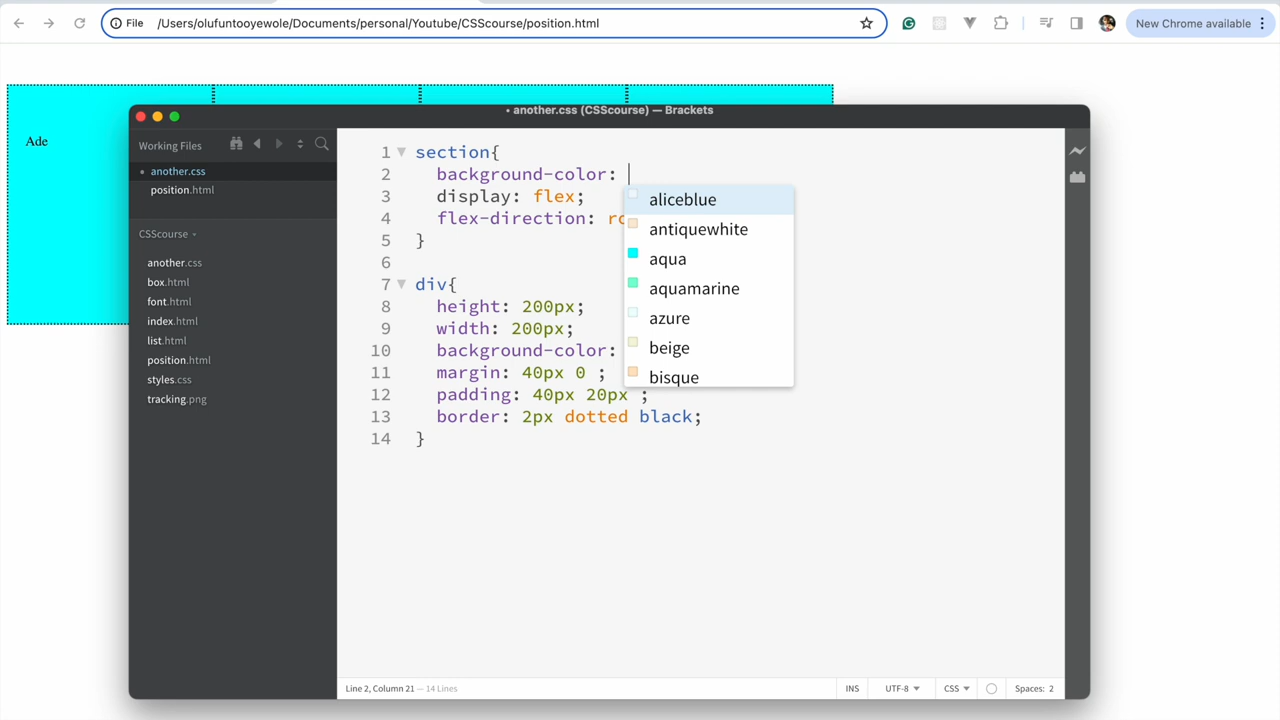 File /Users/olufuntooyewole/Documents/personal/Youtube/CSScourse/position.html New Chrome available
Ade
• another.css (CSScourse) — Brackets
Working Files
another.css
position.html
CSScourse
another.css
box.html
font.html
index.html
list.html
position.html
styles.css
tracking.png
1 section{
2 background-color:
3 display: flex;
4 flex-direction: ro
5 }
6
7 div{
8 height: 200px;
9 width: 200px;
10 background-color:
11 margin: 40px 0 ;
12 padding: 40px 20px ;
13 border: 2px dotted black;
14 }
aliceblue
antiquewhite
aqua
aquamarine
azure
beige
bisque
Line 2, Column 21 — 14 Lines INS UTF-8 CSS Spaces: 2